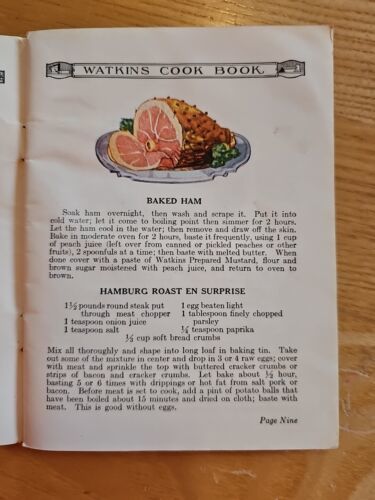 WATKINS COOK BOOK
BAKED HAM
Soak ham overnight, then wash and scrape it. Put it into
cold water; let it come to boiling point then simmer for 2 hours.
Let the ham cool in the water; then remove and draw off the skin.
Bake in moderate oven for 2 hours, baste it frequently, using 1 cup
of peach juice (left over from canned or pickled peaches or other
fruits), 2 spoonfuls at a time; then baste with melted butter. When
done cover with a paste of Watkins Prepared Mustard, flour and
brown sugar moistened with peach juice, and return to oven to
brown.
HAMBURG ROAST EN SURPRISE
1½ pounds round steak put
through meat chopper
1 teaspoon onion juice
1 teaspoon salt
1 egg beaten light
1 tablespoon finely chopped
parsley
¼ teaspoon paprika
½ cup soft bread crumbs
Mix all thoroughly and shape into long loaf in baking tin. Take
out some of the mixture in center and drop in 3 or 4 raw eggs; cover
with meat and sprinkle the top with buttered cracker crumbs or
strips of bacon and cracker crumbs. Let bake about ½ hour,
basting 5 or 6 times with drippings or hot fat from salt pork or
bacon. Before meat is set to cook, add a pint of potato balls that
have been boiled about 15 minutes and dried on cloth; baste with
meat. This is good without eggs.
Page Nine